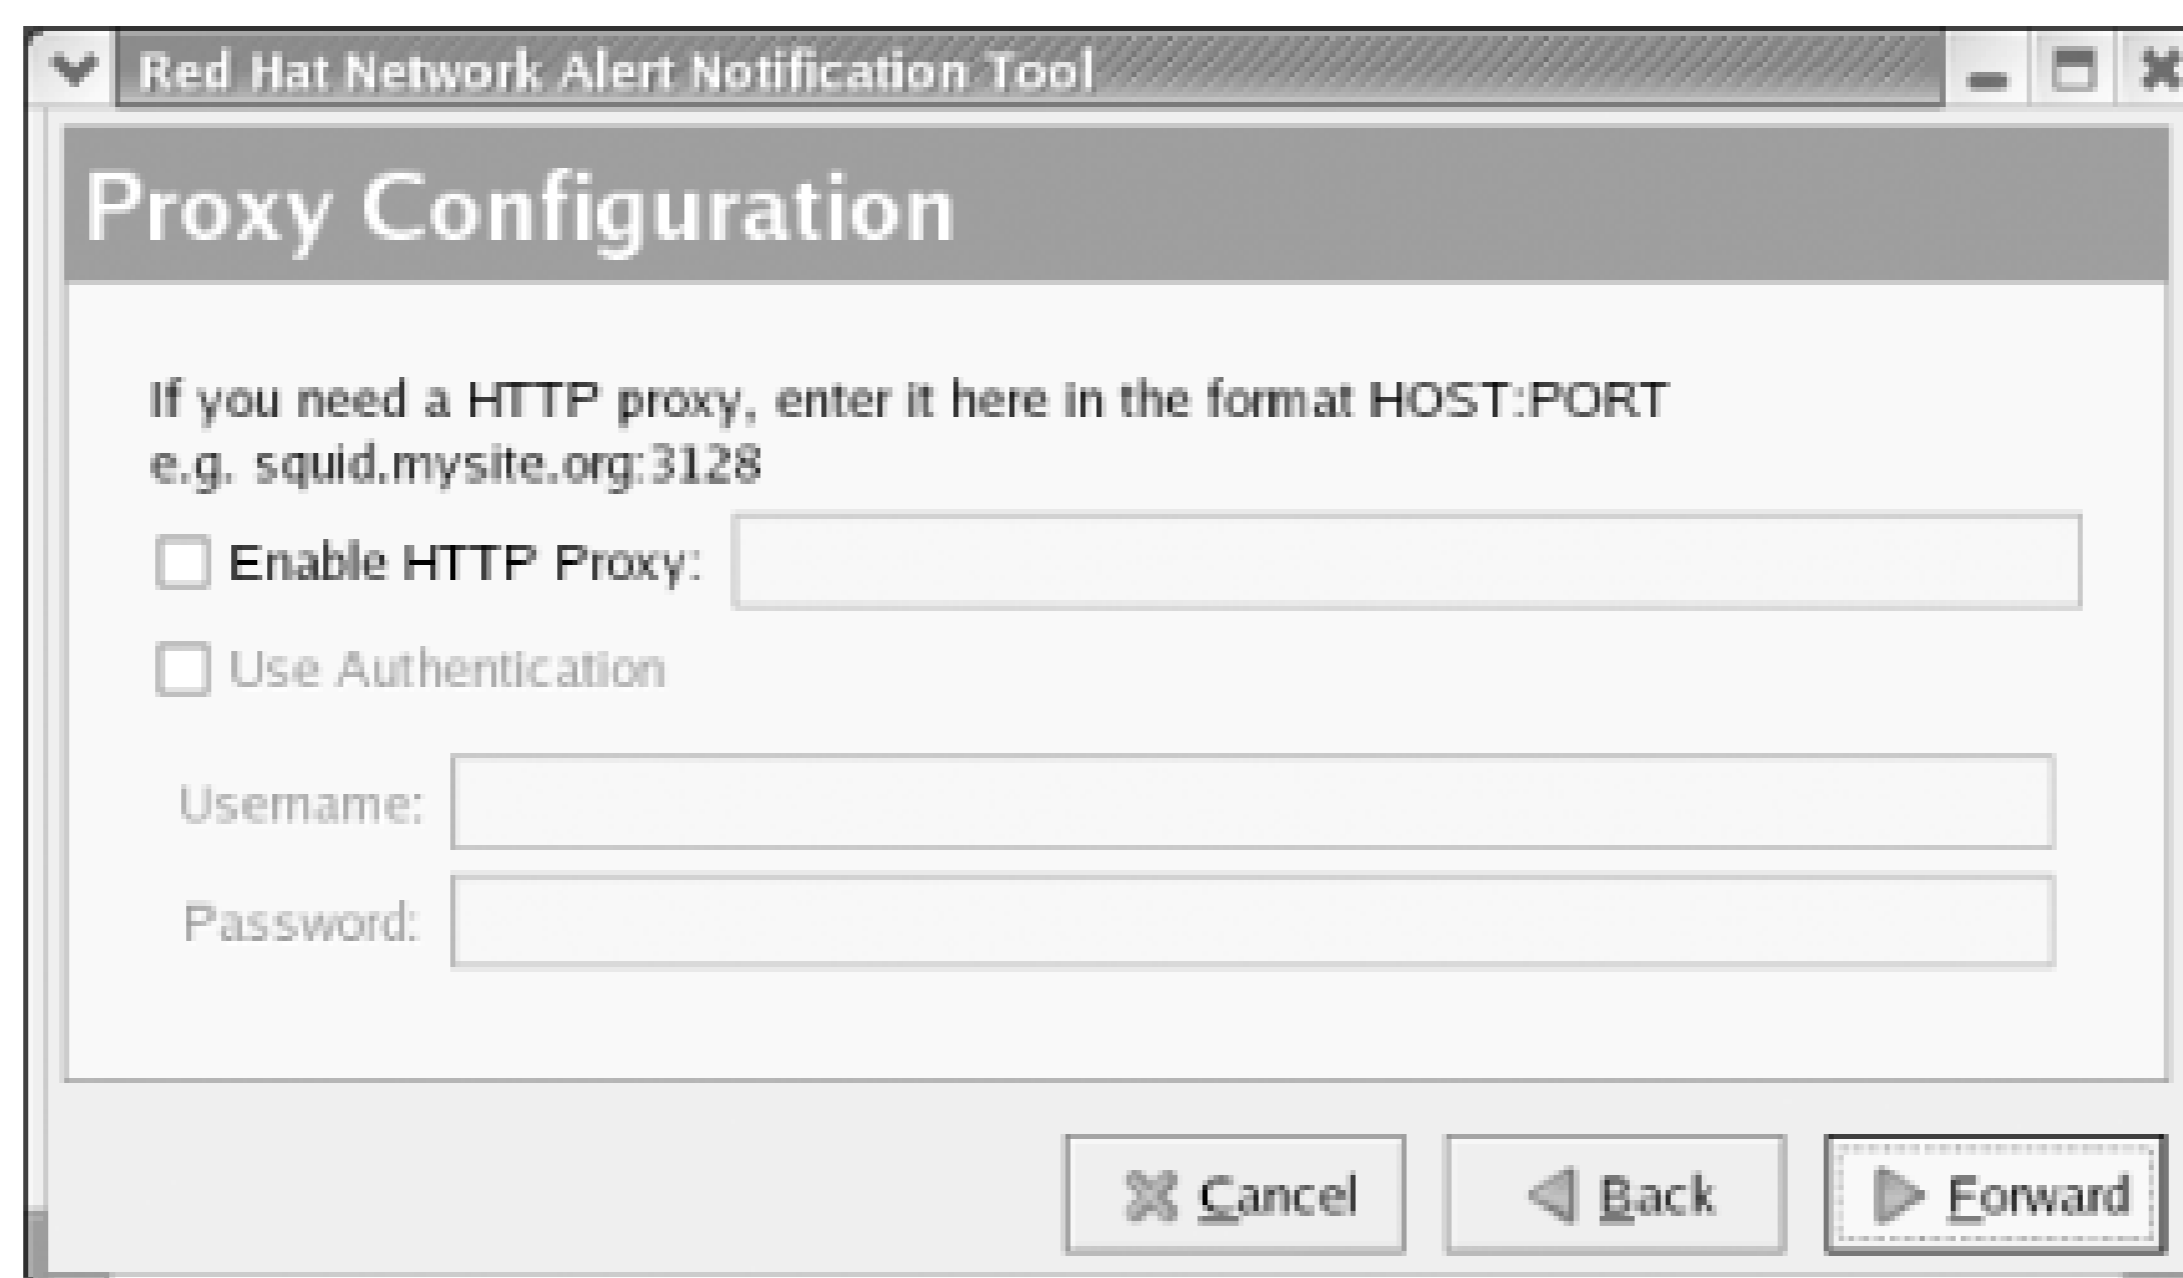 Red Hat Network Alert Notification Tool
Proxy Configuration
If you need a HTTP proxy, enter it here in the format HOST:PORT
e.g. squid.mysite.org:3128
Enable HTTP Proxy:
Use Authentication
Username:
Password:
Cancel Back Forward